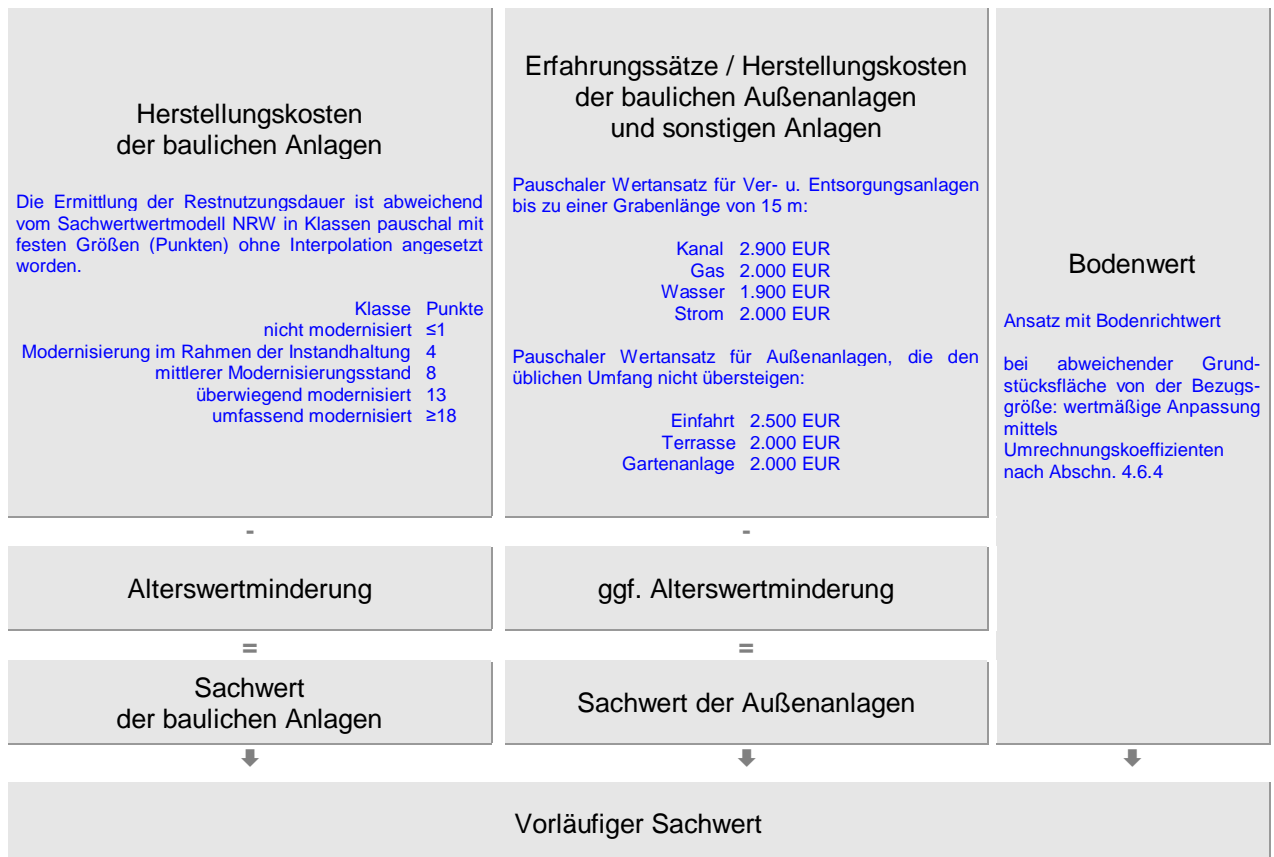 Herstellungskosten
der baulichen Anlagen
Die Ermittlung der Restnutzungsdauer ist abweichend
vom Sachwertwertmodell NRW in Klassen pauschal mit
festen Größen (Punkten) ohne Interpolation angesetzt
worden.
Klasse Punkte
nicht modernisiert ≤1
Modernisierung im Rahmen der Instandhaltung 4
mittlerer Modernisierungsstand 8
überwiegend modernisiert 13
umfassend modernisiert ≥18
-
Alterswertminderung
=
Sachwert
der baulichen Anlagen
Erfahrungssätze / Herstellungskosten
der baulichen Außenanlagen
und sonstigen Anlagen
Pauschaler Wertansatz für Ver- u. Entsorgungsanlagen
bis zu einer Grabenlänge von 15 m:
Kanal 2.900 EUR
Gas 2.000 EUR
Wasser 1.900 EUR
Strom 2.000 EUR
Pauschaler Wertansatz für Außenanlagen, die den
üblichen Umfang nicht übersteigen:
Einfahrt 2.500 EUR
Terrasse 2.000 EUR
Gartenanlage 2.000 EUR
-
ggf. Alterswertminderung
=
Sachwert der Außenanlagen
Bodenwert
Ansatz mit Bodenrichtwert
bei abweichender Grund-
stücksfläche von der Bezugs-
größe: wertmäßige Anpassung
mittels
Umrechnungskoeffizienten
nach Abschn. 4.6.4
Vorläufiger Sachwert